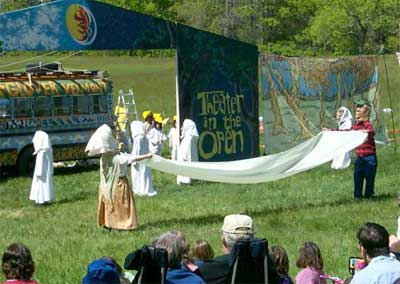 Theater
in the
Open